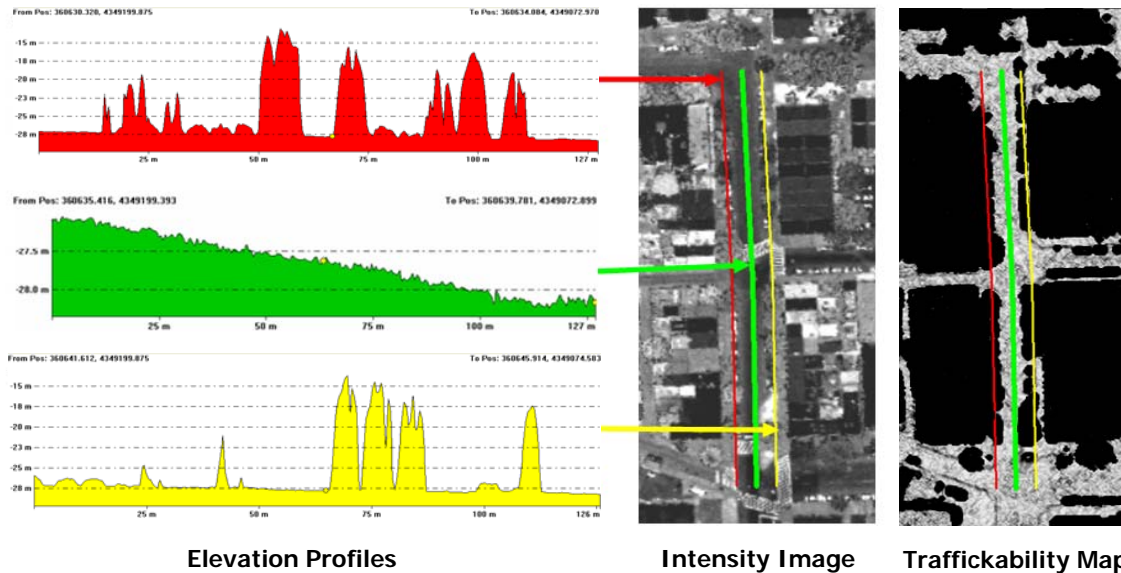 From Pos: 360630.320, 4349199.875 To Pos: 360634.084, 4349072.970
-15 m
-18 m
-20 m
-23 m
-25 m
-28 m
25 m 50 m 75 m 100 m 127 m
From Pos: 360635.416, 4349199.393 To Pos: 360639.781, 4349072.899
-27.5 m
-28.0 m
25 m 50 m 75 m 100 m 127 m
From Pos: 360641.612, 4349199.875 To Pos: 360645.914, 4349074.583
-15 m
-18 m
-20 m
-23 m
-25 m
-28 m
25 m 50 m 75 m 100 m 126 m
Elevation Profiles Intensity Image Traffickability Map